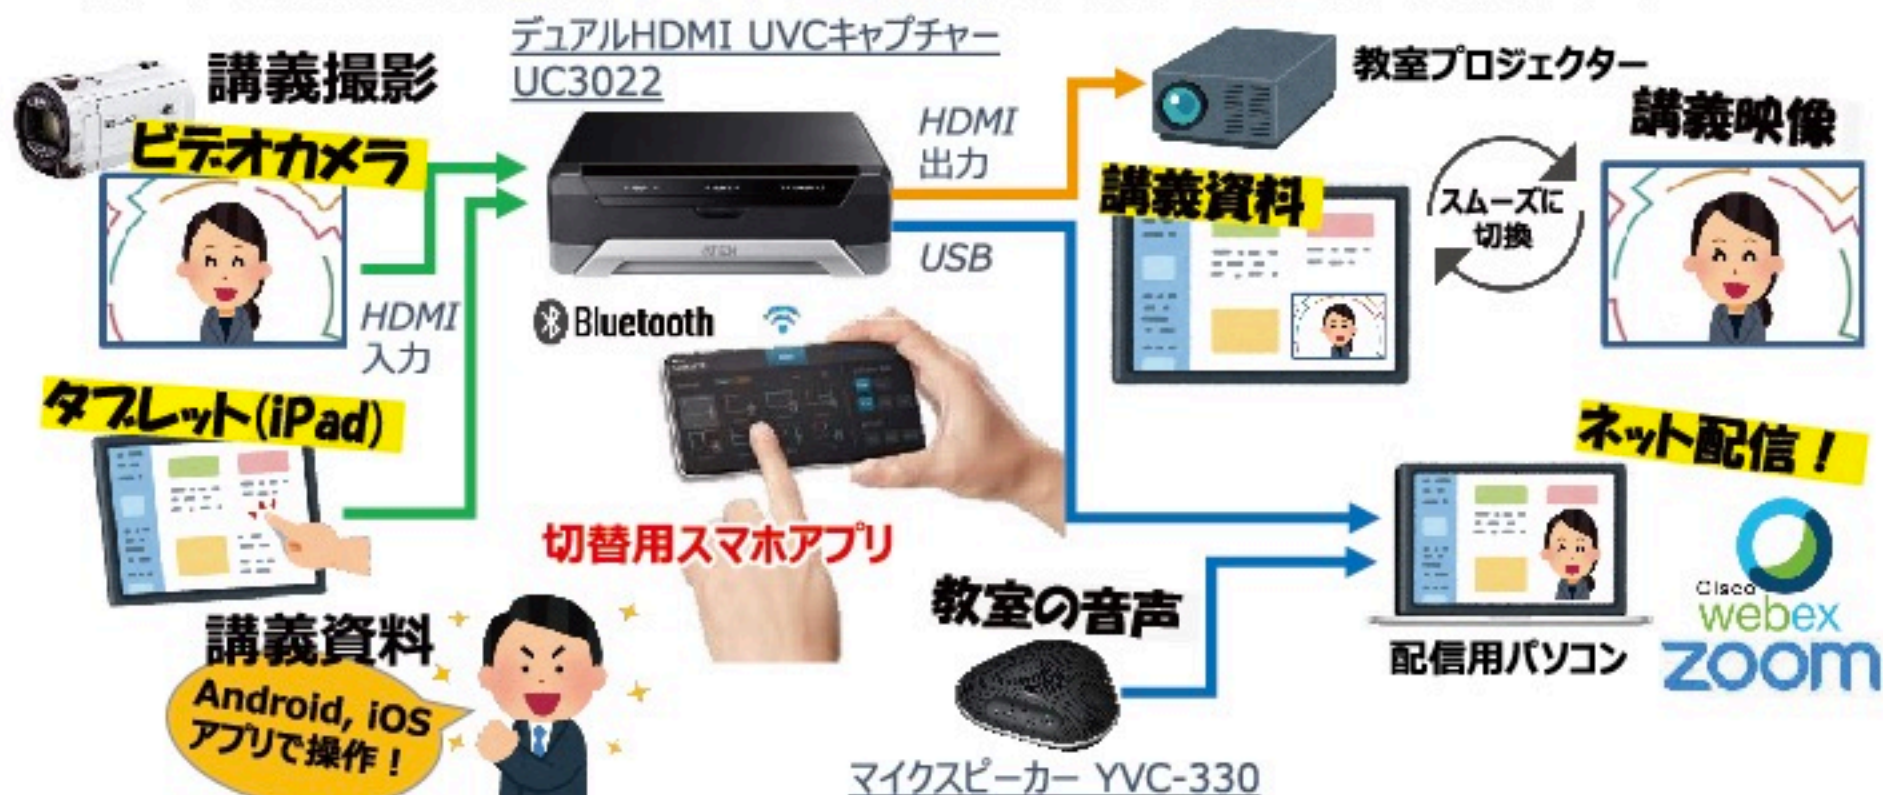 デュアルHDMI UVCキャプチャー
UC3022
講義撮影
ビデオカメラ
HDMI
出力
教室プロジェクター
講義映像
講義資料
スムーズに
切換
USB
HDMI
入力
Bluetooth
タブレット(iPad)
ネット配信！
切替用スマホアプリ
教室の音声
講義資料
Android, iOS
アプリで操作！
配信用パソコン
Cisco
webex
zoom
マイクスピーカー YVC-330
ATEN